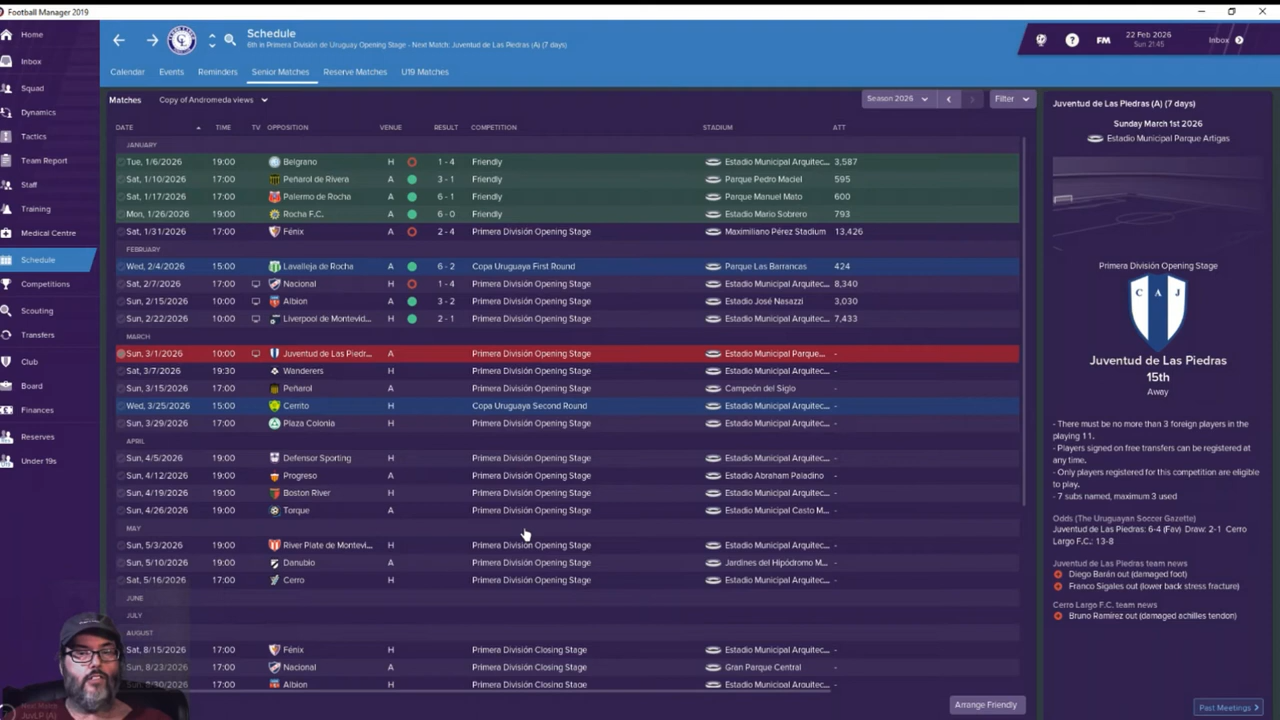 Football Manager 2019
Home
Inbox
Squad
Dynamics
Tactics
Team Report
Staff
Training
Medical Centre
Schedule
Competitions
Scouting
Transfers
Club
Board
Finances
Reserves
Under 19s
Schedule
6th in Primera División de Uruguay Opening Stage - Next Match: Juventud de Las Piedras (A) (7 days)
? FM 22 Feb 2026 Inbox
Sun 21:45
Calendar Events Reminders Senior Matches Reserve Matches U19 Matches
Matches Copy of Andromeda views Season 2026 Filter
DATE TIME TV OPPOSITION VENUE RESULT COMPETITION STADIUM ATT
JANUARY
Tue, 1/6/2026 19:00 Belgrano H 1 - 4 Friendly Estadio Municipal Arquitec... 3,587
Sat, 1/10/2026 17:00 Peñarol de Rivera A 3 - 1 Friendly Parque Pedro Maciel 595
Sat, 1/17/2026 17:00 Palermo de Rocha A 6 - 1 Friendly Parque Manuel Mato 600
Mon, 1/26/2026 19:00 Rocha F.C. A 6 - 0 Friendly Estadio Mario Sobrero 793
Sat, 1/31/2026 17:00 Fénix A 2 - 4 Primera División Opening Stage Maximiliano Pérez Stadium 13,426
FEBRUARY
Wed, 2/4/2026 15:00 Lavalleja de Rocha A 6 - 2 Copa Uruguaya First Round Parque Las Barrancas 424
Sat, 2/7/2026 17:00 Nacional H 1 - 4 Primera División Opening Stage Estadio Municipal Arquitec... 8,340
Sun, 2/15/2026 10:00 Albion A 3 - 2 Primera División Opening Stage Estadio José Nasazzi 3,030
Sun, 2/22/2026 10:00 Liverpool de Montevid... H 2 - 1 Primera División Opening Stage Estadio Municipal Arquitec... 7,433
MARCH
Sun, 3/1/2026 10:00 Juventud de Las Piedr... A Primera División Opening Stage Estadio Municipal Parque... -
Sat, 3/7/2026 19:30 Wanderers H Primera División Opening Stage Estadio Municipal Arquitec... -
Sun, 3/15/2026 17:00 Peñarol A Primera División Opening Stage Campeón del Siglo -
Wed, 3/25/2026 15:00 Cerrito H Copa Uruguaya Second Round Estadio Municipal Arquitec... -
Sun, 3/29/2026 17:00 Plaza Colonia H Primera División Opening Stage Estadio Municipal Arquitec... -
APRIL
Sun, 4/5/2026 19:00 Defensor Sporting H Primera División Opening Stage Estadio Municipal Arquitec... -
Sun, 4/12/2026 19:00 Progreso A Primera División Opening Stage Estadio Abraham Paladino -
Sun, 4/19/2026 19:00 Boston River H Primera División Opening Stage Estadio Municipal Arquitec... -
Sun, 4/26/2026 19:00 Torque A Primera División Opening Stage Estadio Municipal Casto M... -
MAY
Sun, 5/3/2026 19:00 River Plate de Montevi... H Primera División Opening Stage Estadio Municipal Arquitec... -
Sun, 5/10/2026 19:00 Danubio A Primera División Opening Stage Jardines del Hipódromo M... -
Sat, 5/16/2026 17:00 Cerro H Primera División Opening Stage Estadio Municipal Arquitec... -
JUNE
JULY
AUGUST
Sat, 8/15/2026 17:00 Fénix H Primera División Closing Stage Estadio Municipal Arquitec... -
Sun, 8/23/2026 17:00 Nacional A Primera División Closing Stage Gran Parque Central -
Sun, 8/30/2026 17:00 Albion H Primera División Closing Stage Estadio Municipal Arquitec... -
Arrange Friendly
Juventud de Las Piedras (A) (7 days)
Sunday March 1st 2026
Estadio Municipal Parque Artigas
Primera División Opening Stage
C A J
Juventud de Las Piedras
15th
Away
- There must be no more than 3 foreign players in the
playing 11.
- Players signed on free transfers can be registered at
any time.
- Only players registered for this competition are eligible
to play.
- 7 subs named, maximum 3 used
Odds (The Uruguayan Soccer Gazette)
Juventud de Las Piedras: 6-4 (Fav) Draw: 2-1 Cerro
Largo F.C.: 13-8
Juventud de Las Piedras team news
Diego Barán out (damaged foot)
Franco Sigales out (lower back stress fracture)
Cerro Largo F.C. team news
Bruno Ramírez out (damaged achilles tendon)
Past Meetings